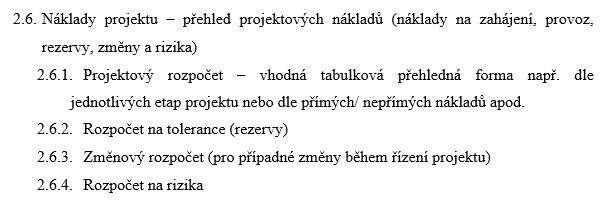 2.6. Náklady projektu – přehled projektových nákladů (náklady na zahájení, provoz,
rezervy, změny a rizika)
2.6.1. Projektový rozpočet – vhodná tabulková přehledná forma např. dle
jednotlivých etap projektu nebo dle přímých/ nepřímých nákladů apod.
2.6.2. Rozpočet na tolerance (rezervy)
2.6.3. Změnový rozpočet (pro případné změny během řízení projektu)
2.6.4. Rozpočet na rizika